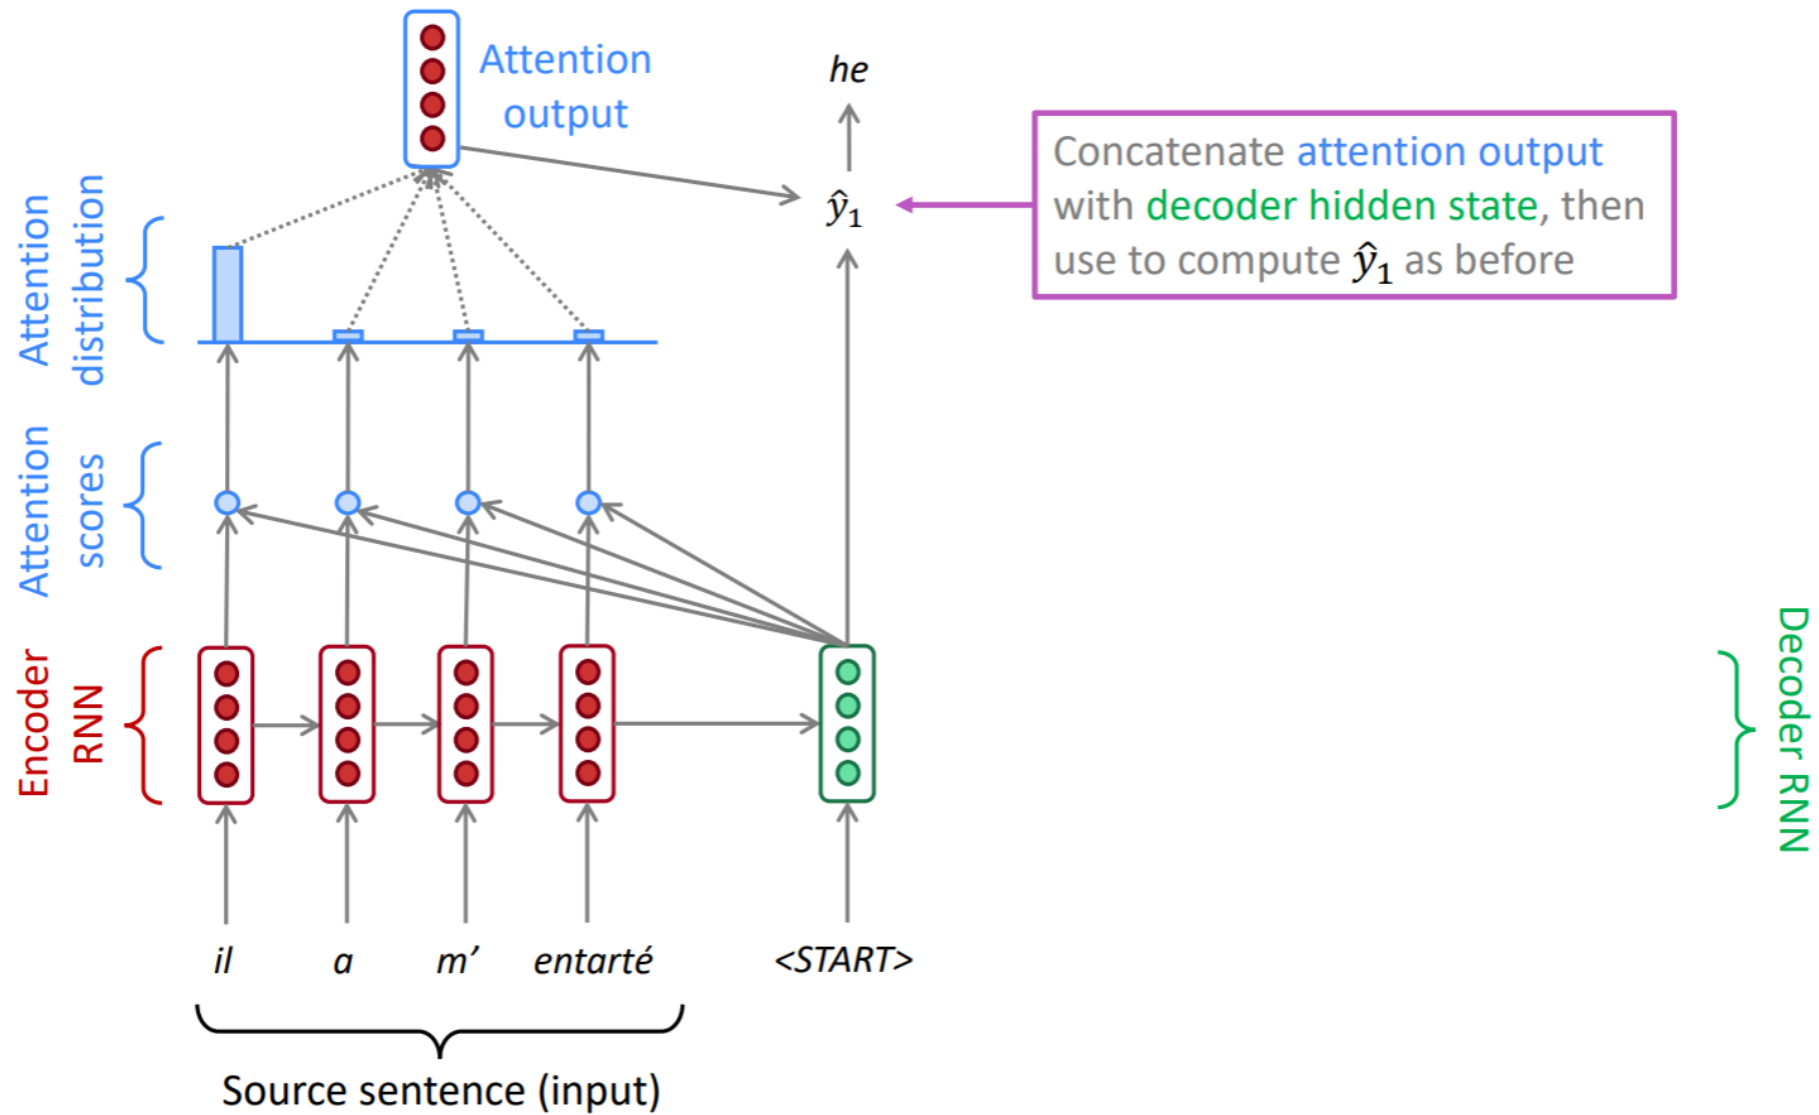 Attention
output
he
Concatenate attention output
with decoder hidden state, then
use to compute ŷ₁ as before
ŷ₁
Attention
distribution
Attention
scores
Encoder
RNN
Decoder RNN
il a m’ entarté <START>
Source sentence (input)